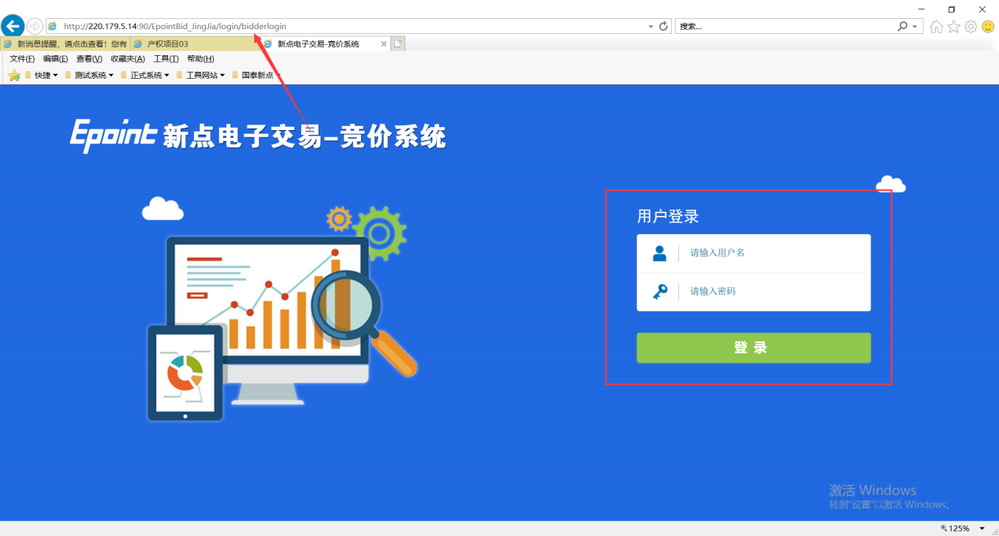 http://220.179.5.14:90/EpointBid_JingJia/login/bidderlogin
搜索...
新消息提醒，请点击查看！您有
产权项目03
新点电子交易-竞价系统
文件(F) 编辑(E) 查看(V) 收藏夹(A) 工具(T) 帮助(H)
快捷 测试系统 正式系统 工具网站 国泰新点
Epoint 新点电子交易-竞价系统
用户登录
请输入用户名
请输入密码
登 录
激活 Windows
转到"设置"以激活 Windows。
125%